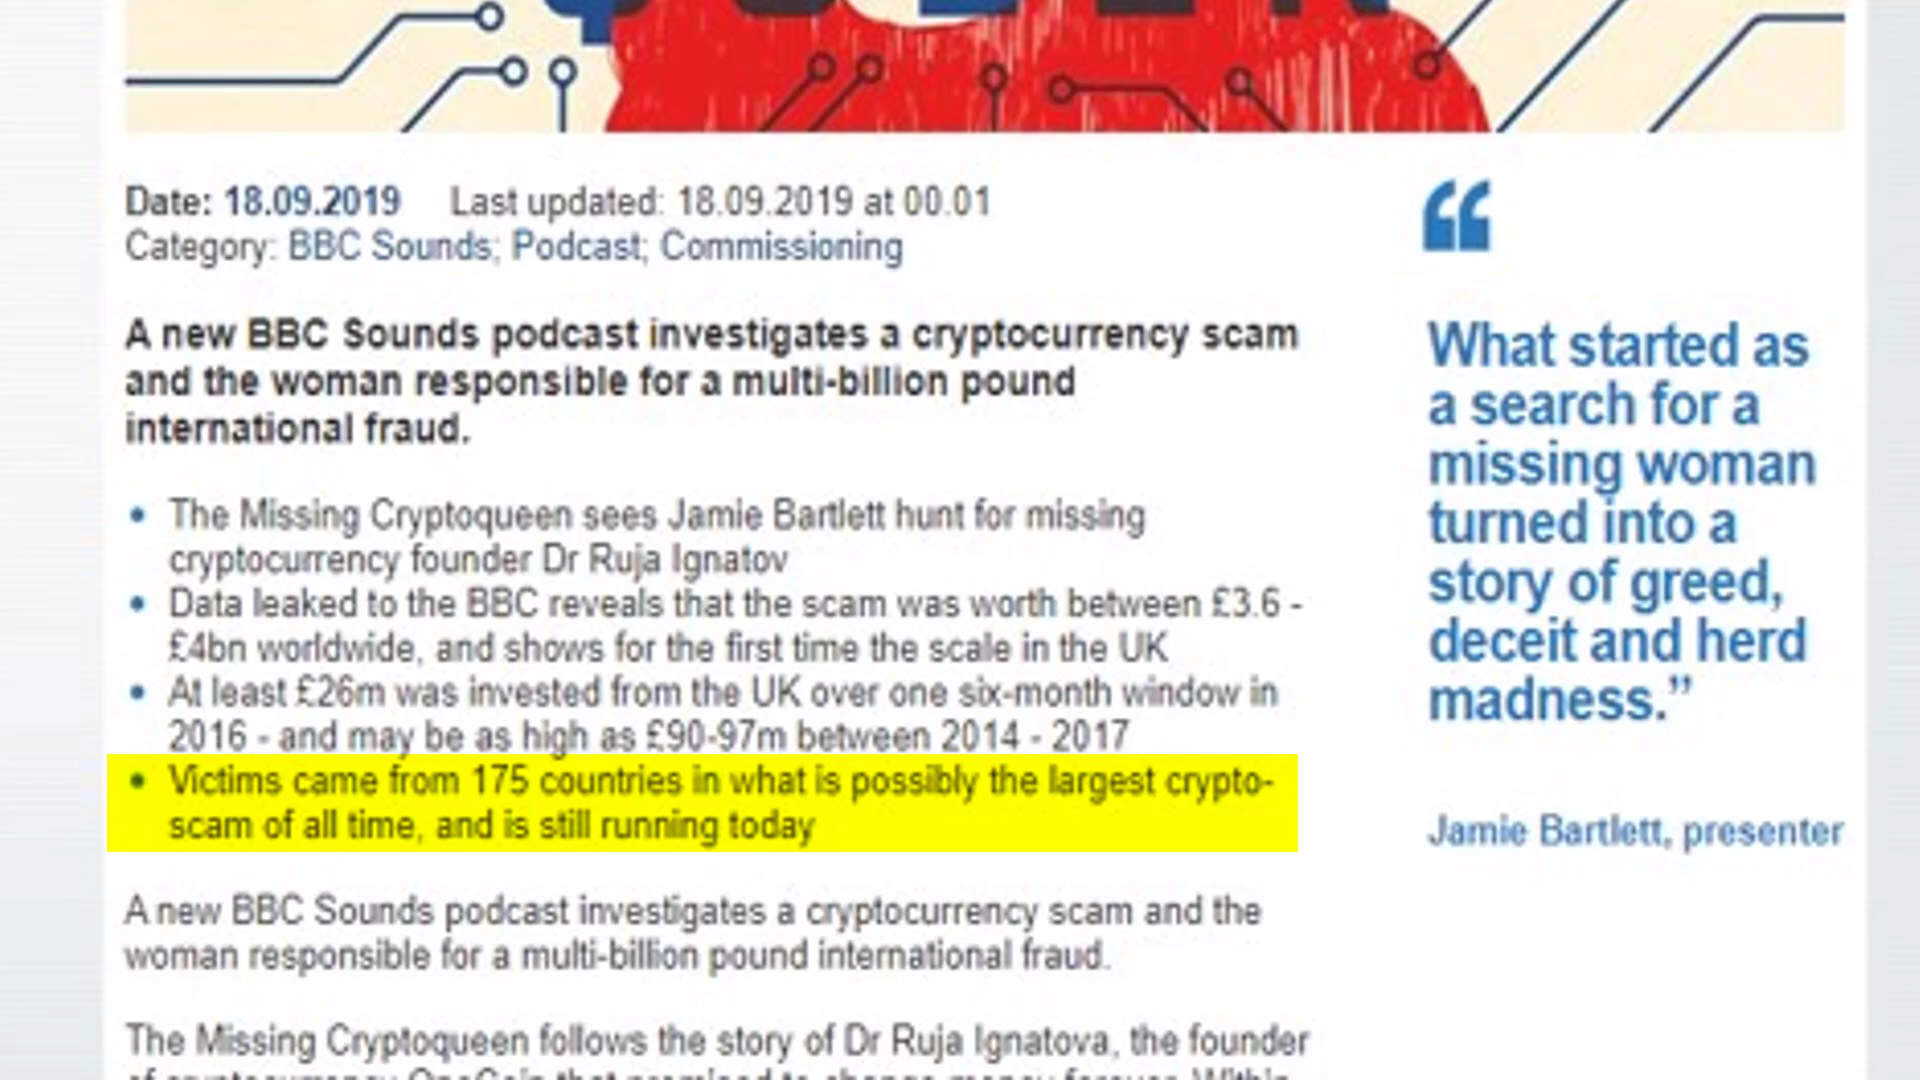 Date: 18.09.2019 Last updated: 18.09.2019 at 00.01
Category: BBC Sounds; Podcast; Commissioning
A new BBC Sounds podcast investigates a cryptocurrency scam
and the woman responsible for a multi-billion pound
international fraud.
• The Missing Cryptoqueen sees Jamie Bartlett hunt for missing
cryptocurrency founder Dr Ruja Ignatov
• Data leaked to the BBC reveals that the scam was worth between £3.6 -
£4bn worldwide, and shows for the first time the scale in the UK
• At least £26m was invested from the UK over one six-month window in
2016 - and may be as high as £90-97m between 2014 - 2017
• Victims came from 175 countries in what is possibly the largest crypto-
scam of all time, and is still running today
A new BBC Sounds podcast investigates a cryptocurrency scam and the
woman responsible for a multi-billion pound international fraud.
The Missing Cryptoqueen follows the story of Dr Ruja Ignatova, the founder
“
What started as
a search for a
missing woman
turned into a
story of greed,
deceit and herd
madness.”
Jamie Bartlett, presenter